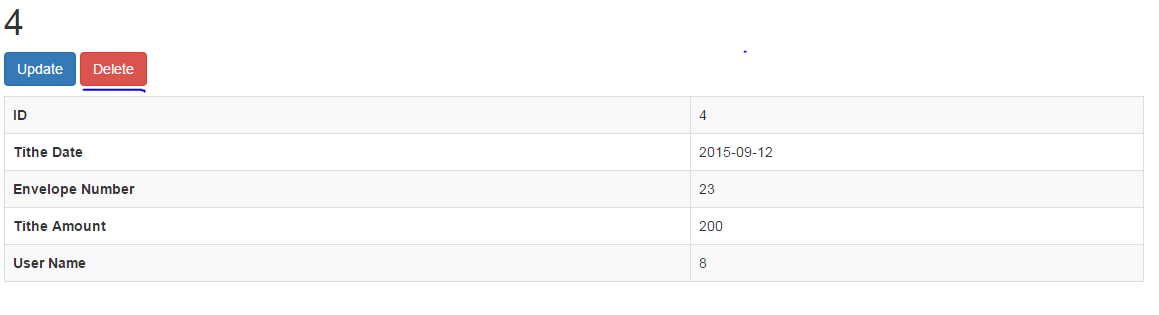 4
Update Delete
ID 4
Tithe Date 2015-09-12
Envelope Number 23
Tithe Amount 200
User Name 8